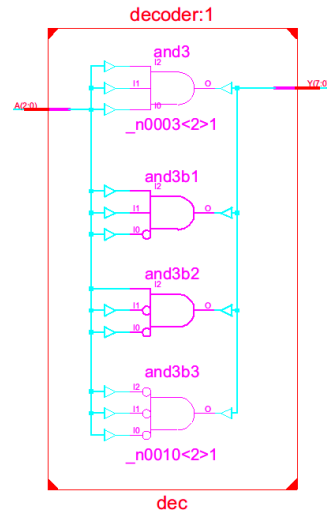 decoder:1
and3
A(2:0)
I2
I1
I0
O
Y(7:0
_n0003<2>1
and3b1
I2
I1
I0
O
and3b2
I2
I1
I0
O
and3b3
I2
I1
I0
O
_n0010<2>1
dec